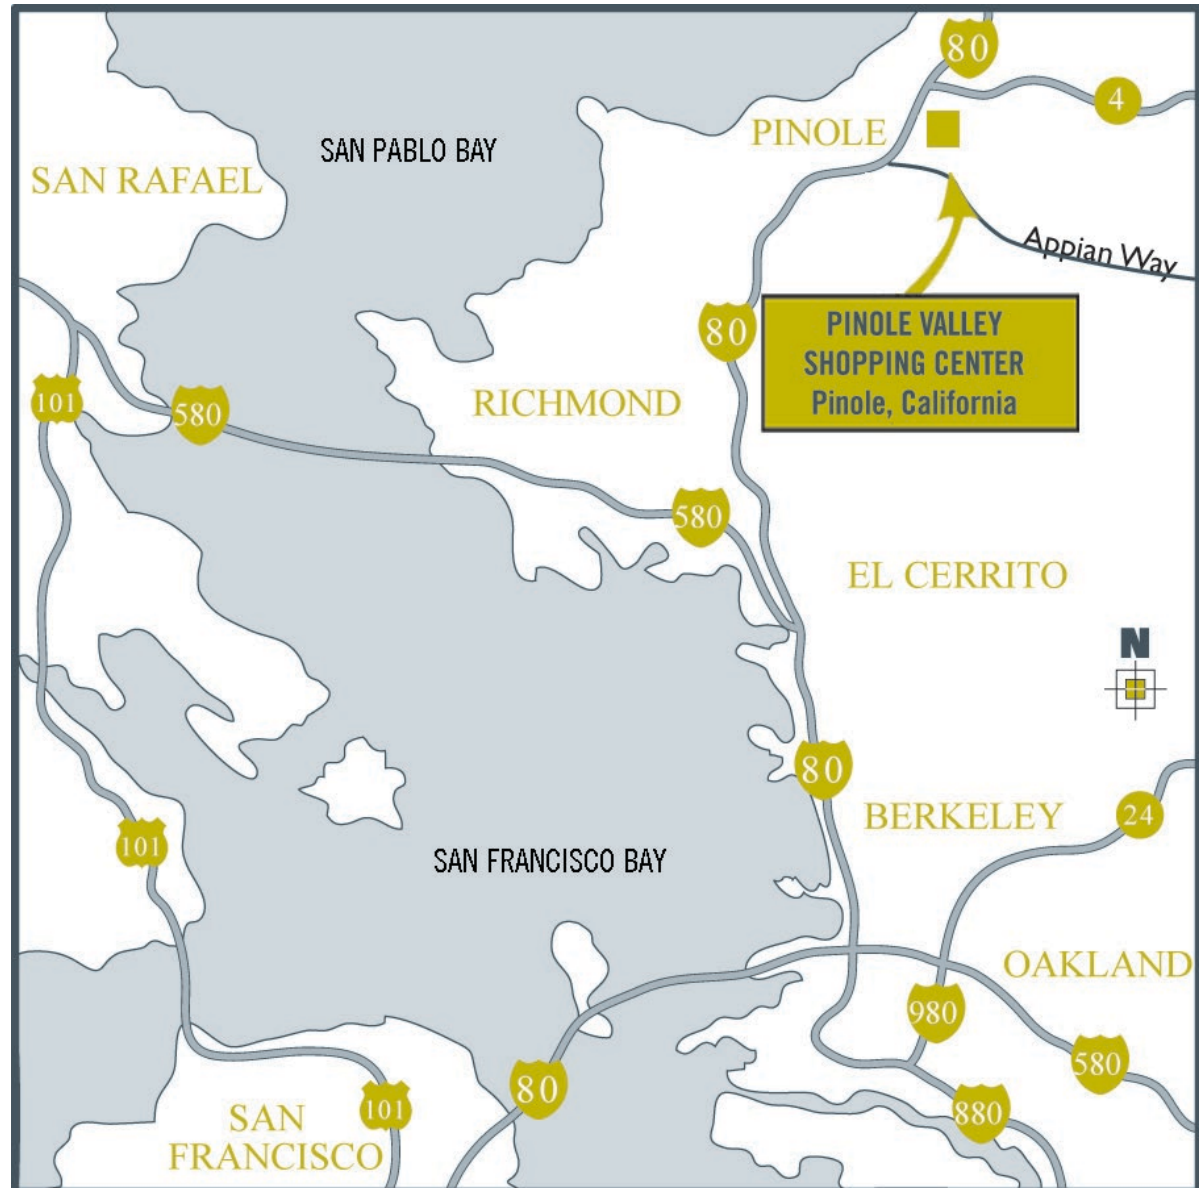 80
4
PINOLE
SAN PABLO BAY
SAN RAFAEL
Appian Way
80
PINOLE VALLEY
SHOPPING CENTER
Pinole, California
101
580
RICHMOND
580
EL CERRITO
N
80
24
BERKELEY
101
SAN FRANCISCO BAY
OAKLAND
980
580
80
101
880
SAN
FRANCISCO